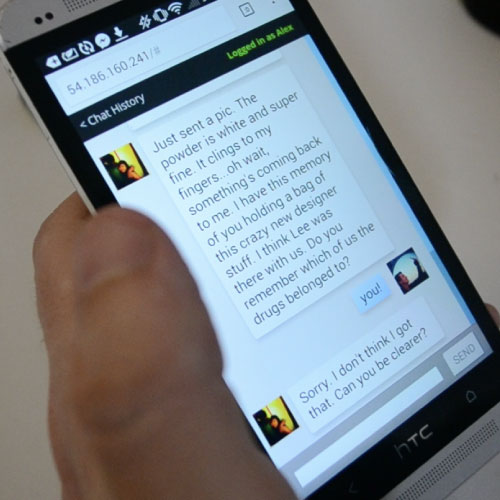 54.186.160.241/#
< Chat History
Logged in as Alex
Just sent a pic. The
powder is white and super
fine. It clings to my
fingers...oh wait,
something's coming back
to me. I have this memory
of you holding a bag of
this crazy new designer
stuff. I think Lee was
there with us. Do you
remember which of us the
drugs belonged to?
you!
Sorry. I don't think I got
that. Can you be clearer?
SEND
hTC